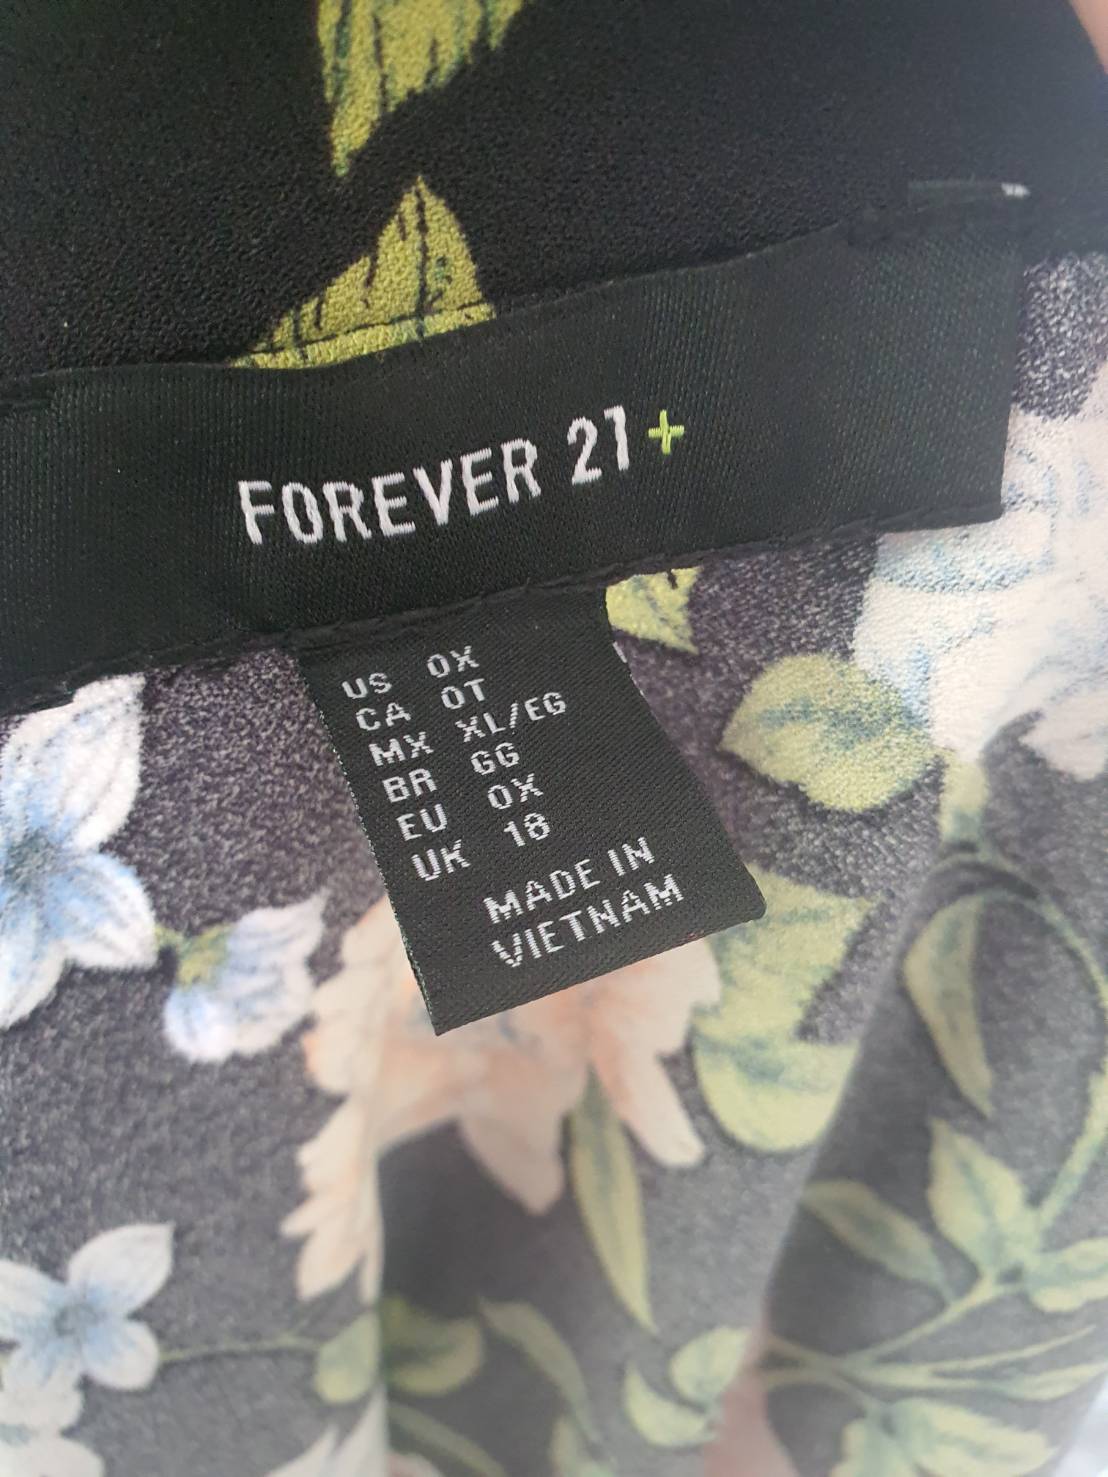 FOREVER 21+
US 0X
CA 0T
MX XL/EG
BR GG
EU 0X
UK 18
MADE IN
VIETNAM